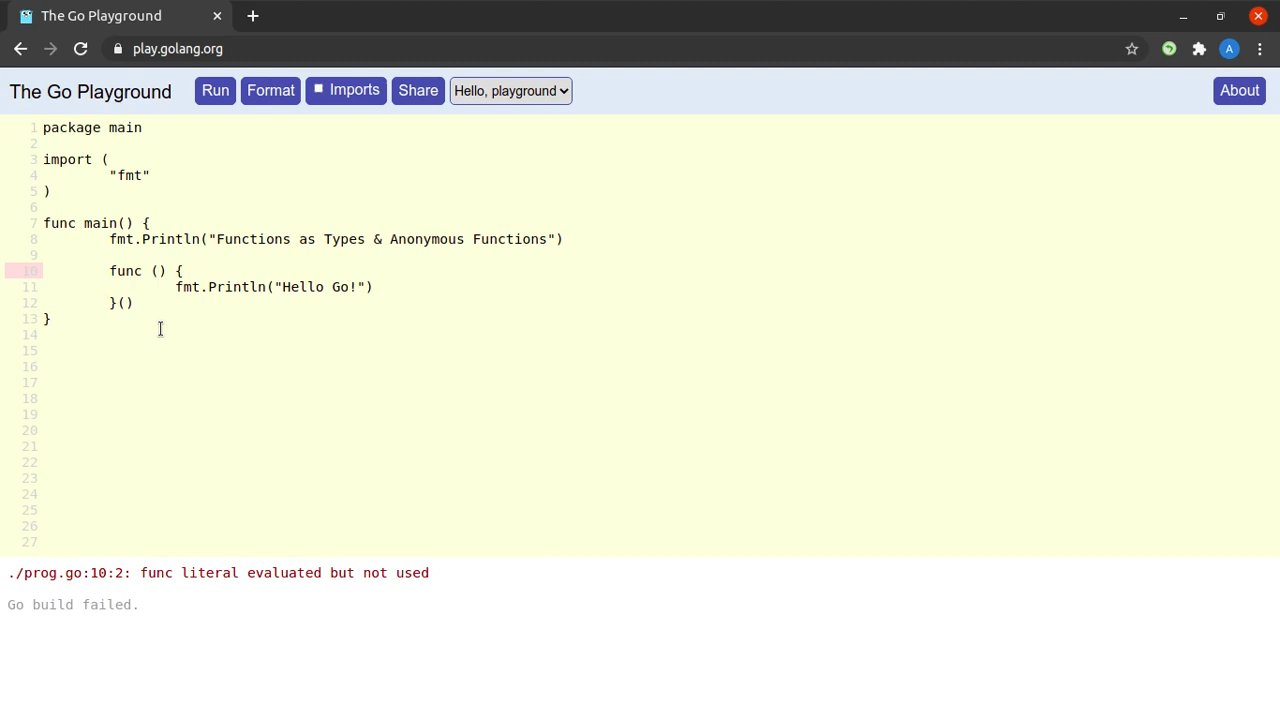 The Go Playground
play.golang.org
A
The Go Playground
Run
Format
Imports
Share
Hello, playground
About
1 package main
2
3 import (
4 "fmt"
5 )
6
7 func main() {
8 fmt.Println("Functions as Types & Anonymous Functions")
9
10 func () {
11 fmt.Println("Hello Go!")
12 }()
13 }
14
15
16
17
18
19
20
21
22
23
24
25
26
27
./prog.go:10:2: func literal evaluated but not used
Go build failed.